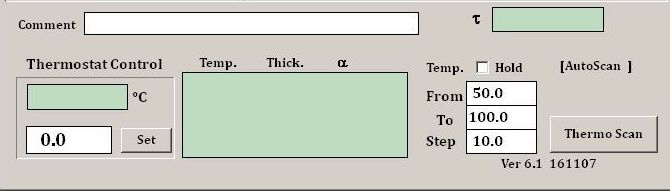 Comment τ
Thermostat Control Temp. Thick. α Temp. Hold [AutoScan ]
°C From 50.0
To 100.0
0.0 Set Step 10.0 Thermo Scan
Ver 6.1 161107